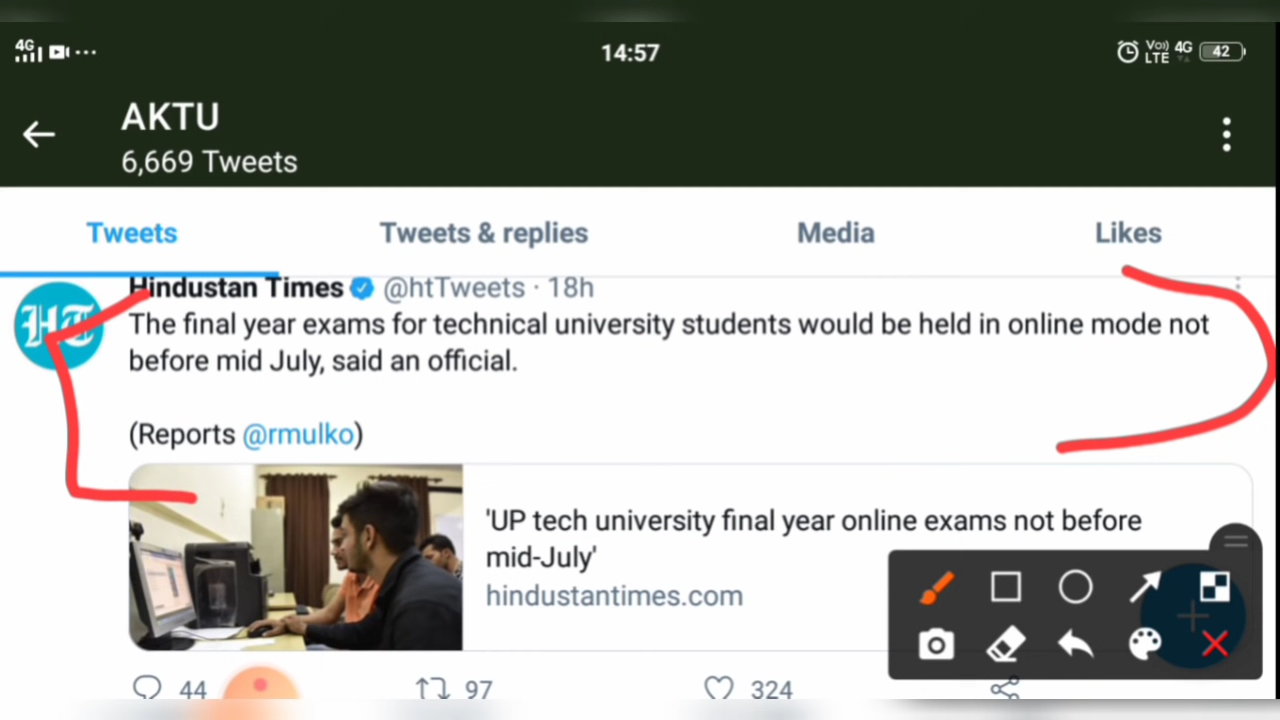 4G
14:57
Vo)) 4G
LTE
42
AKTU
6,669 Tweets
Tweets
Tweets & replies
Media
Likes
HT
Hindustan Times @htTweets · 18h
The final year exams for technical university students would be held in online mode not
before mid July, said an official.
(Reports @rmulko)
'UP tech university final year online exams not before
mid-July'
hindustantimes.com
44
97
324